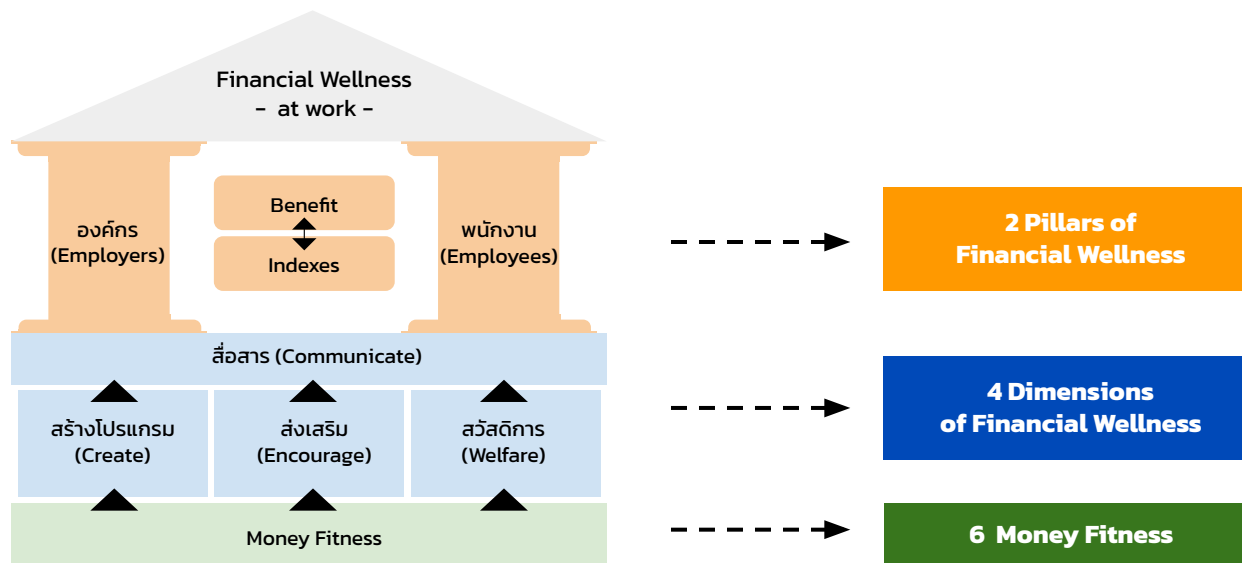 Financial Wellness
- at work -
องค์กร
(Employers)
Benefit
Indexes
พนักงาน
(Employees)
2 Pillars of
Financial Wellness
สื่อสาร (Communicate)
สร้างโปรแกรม
(Create)
ส่งเสริม
(Encourage)
สวัสดิการ
(Welfare)
4 Dimensions
of Financial Wellness
Money Fitness
6 Money Fitness